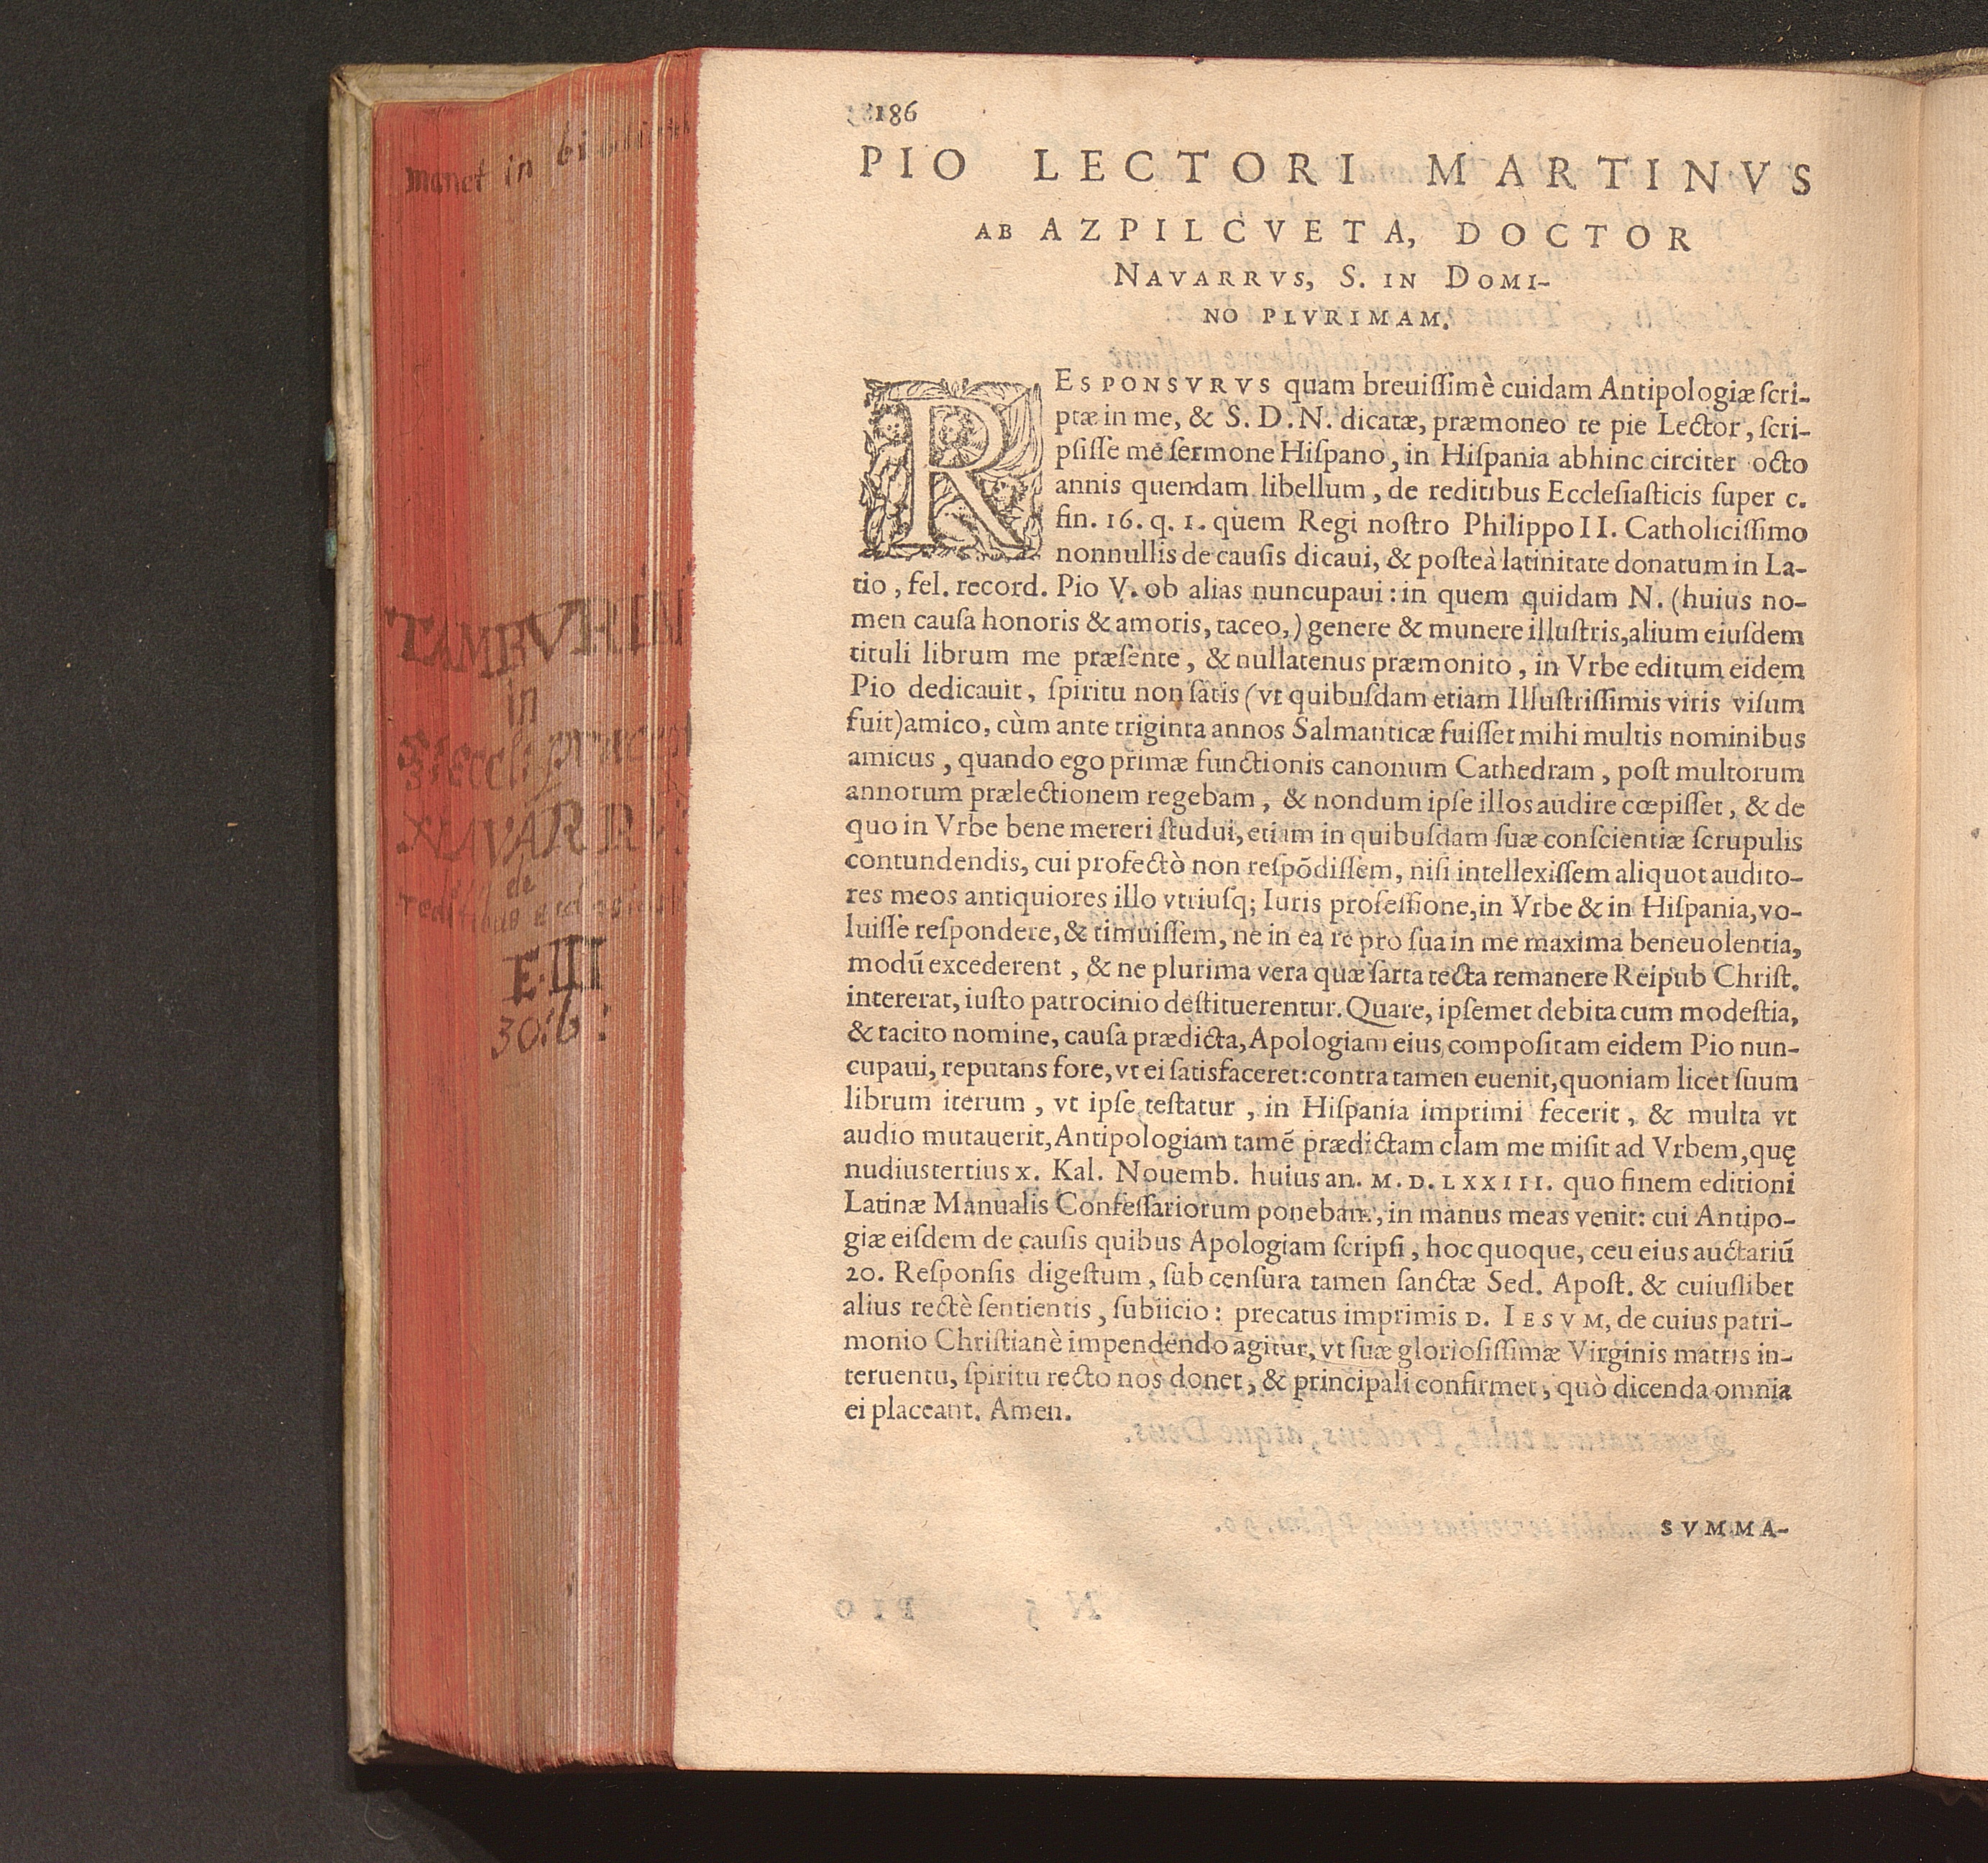 manet in
TAMBVRINI
in
NAVARR
de
reditibus
E·III
30·b:
186
PIO LECTORI MARTINVS
AB AZPILCVETA, DOCTOR
NAVARRVS, S. IN DOMI-
NO PLVRIMAM.
RESPONSVRVS quam breuiſſimè cuidam Antipologiæ ſcri-
ptæ in me, & S. D. N. dicatæ, præmoneo te pie Lector, ſcri-
pſiſſe me ſermone Hiſpano, in Hiſpania abhinc circiter octo
annis quendam libellum, de reditibus Eccleſiaſticis ſuper c.
fin. 16. q. 1. quem Regi noſtro Philippo II. Catholiciſſimo
nonnullis de cauſis dicaui, & poſteà latinitate donatum in La-
tio, fel. record. Pio V. ob alias nuncupaui: in quem quidam N. (huius no-
men cauſa honoris & amoris, taceo,) genere & munere illuſtris, alium eiuſdem
tituli librum me præſente, & nullatenus præmonito, in Vrbe editum eidem
Pio dedicauit, ſpiritu non ſatis (vt quibuſdam etiam Illuſtriſſimis viris viſum
fuit) amico, cùm ante triginta annos Salmanticæ fuiſſet mihi multis nominibus
amicus, quando ego primæ functionis canonum Cathedram, poſt multorum
annorum prælectionem regebam, & nondum ipſe illos audire cœpiſſet, & de
quo in Vrbe bene mereri ſtudui, etiam in quibuſdam ſuæ conſcientiæ ſcrupulis
contundendis, cui profectò non reſpõdiſſem, niſi intellexiſſem aliquot audito-
res meos antiquiores illo vtriuſq; Iuris profeſſione, in Vrbe & in Hiſpania, vo-
luiſſe reſpondere, & timuiſſem, ne in ea re pro ſua in me maxima beneuolentia,
modũ excederent, & ne plurima vera quæ ſarta tecta remanere Reipub Chriſt.
intererat, iuſto patrocinio deſtituerentur. Quare, ipſemet debita cum modeſtia,
& tacito nomine, cauſa prædicta, Apologiam eius compoſitam eidem Pio nun-
cupaui, reputans fore, vt ei ſatisfaceret: contra tamen euenit, quoniam licet ſuum
librum iterum, vt ipſe teſtatur, in Hiſpania imprimi fecerit, & multa vt
audio mutauerit, Antipologiam tamẽ prædictam clam me miſit ad Vrbem, quę
nudiustertius x. Kal. Nouemb. huius an. M. D. LXXIII. quo finem editioni
Latinæ Manualis Confeſſariorum ponebam, in manus meas venit: cui Antipo-
giæ eiſdem de cauſis quibus Apologiam ſcripſi, hoc quoque, ceu eius auctariũ
20. Reſponſis digeſtum, ſub cenſura tamen ſanctæ Sed. Apoſt. & cuiuſlibet
alius rectè ſentientis, ſubiicio: precatus imprimis D. IESVM, de cuius patri-
monio Chriſtianè impendendo agitur, vt ſuæ glorioſiſſimæ Virginis matris in-
teruentu, ſpiritu recto nos donet, & principali confirmet, quò dicenda omnia
ei placeant. Amen.
SVMMA-